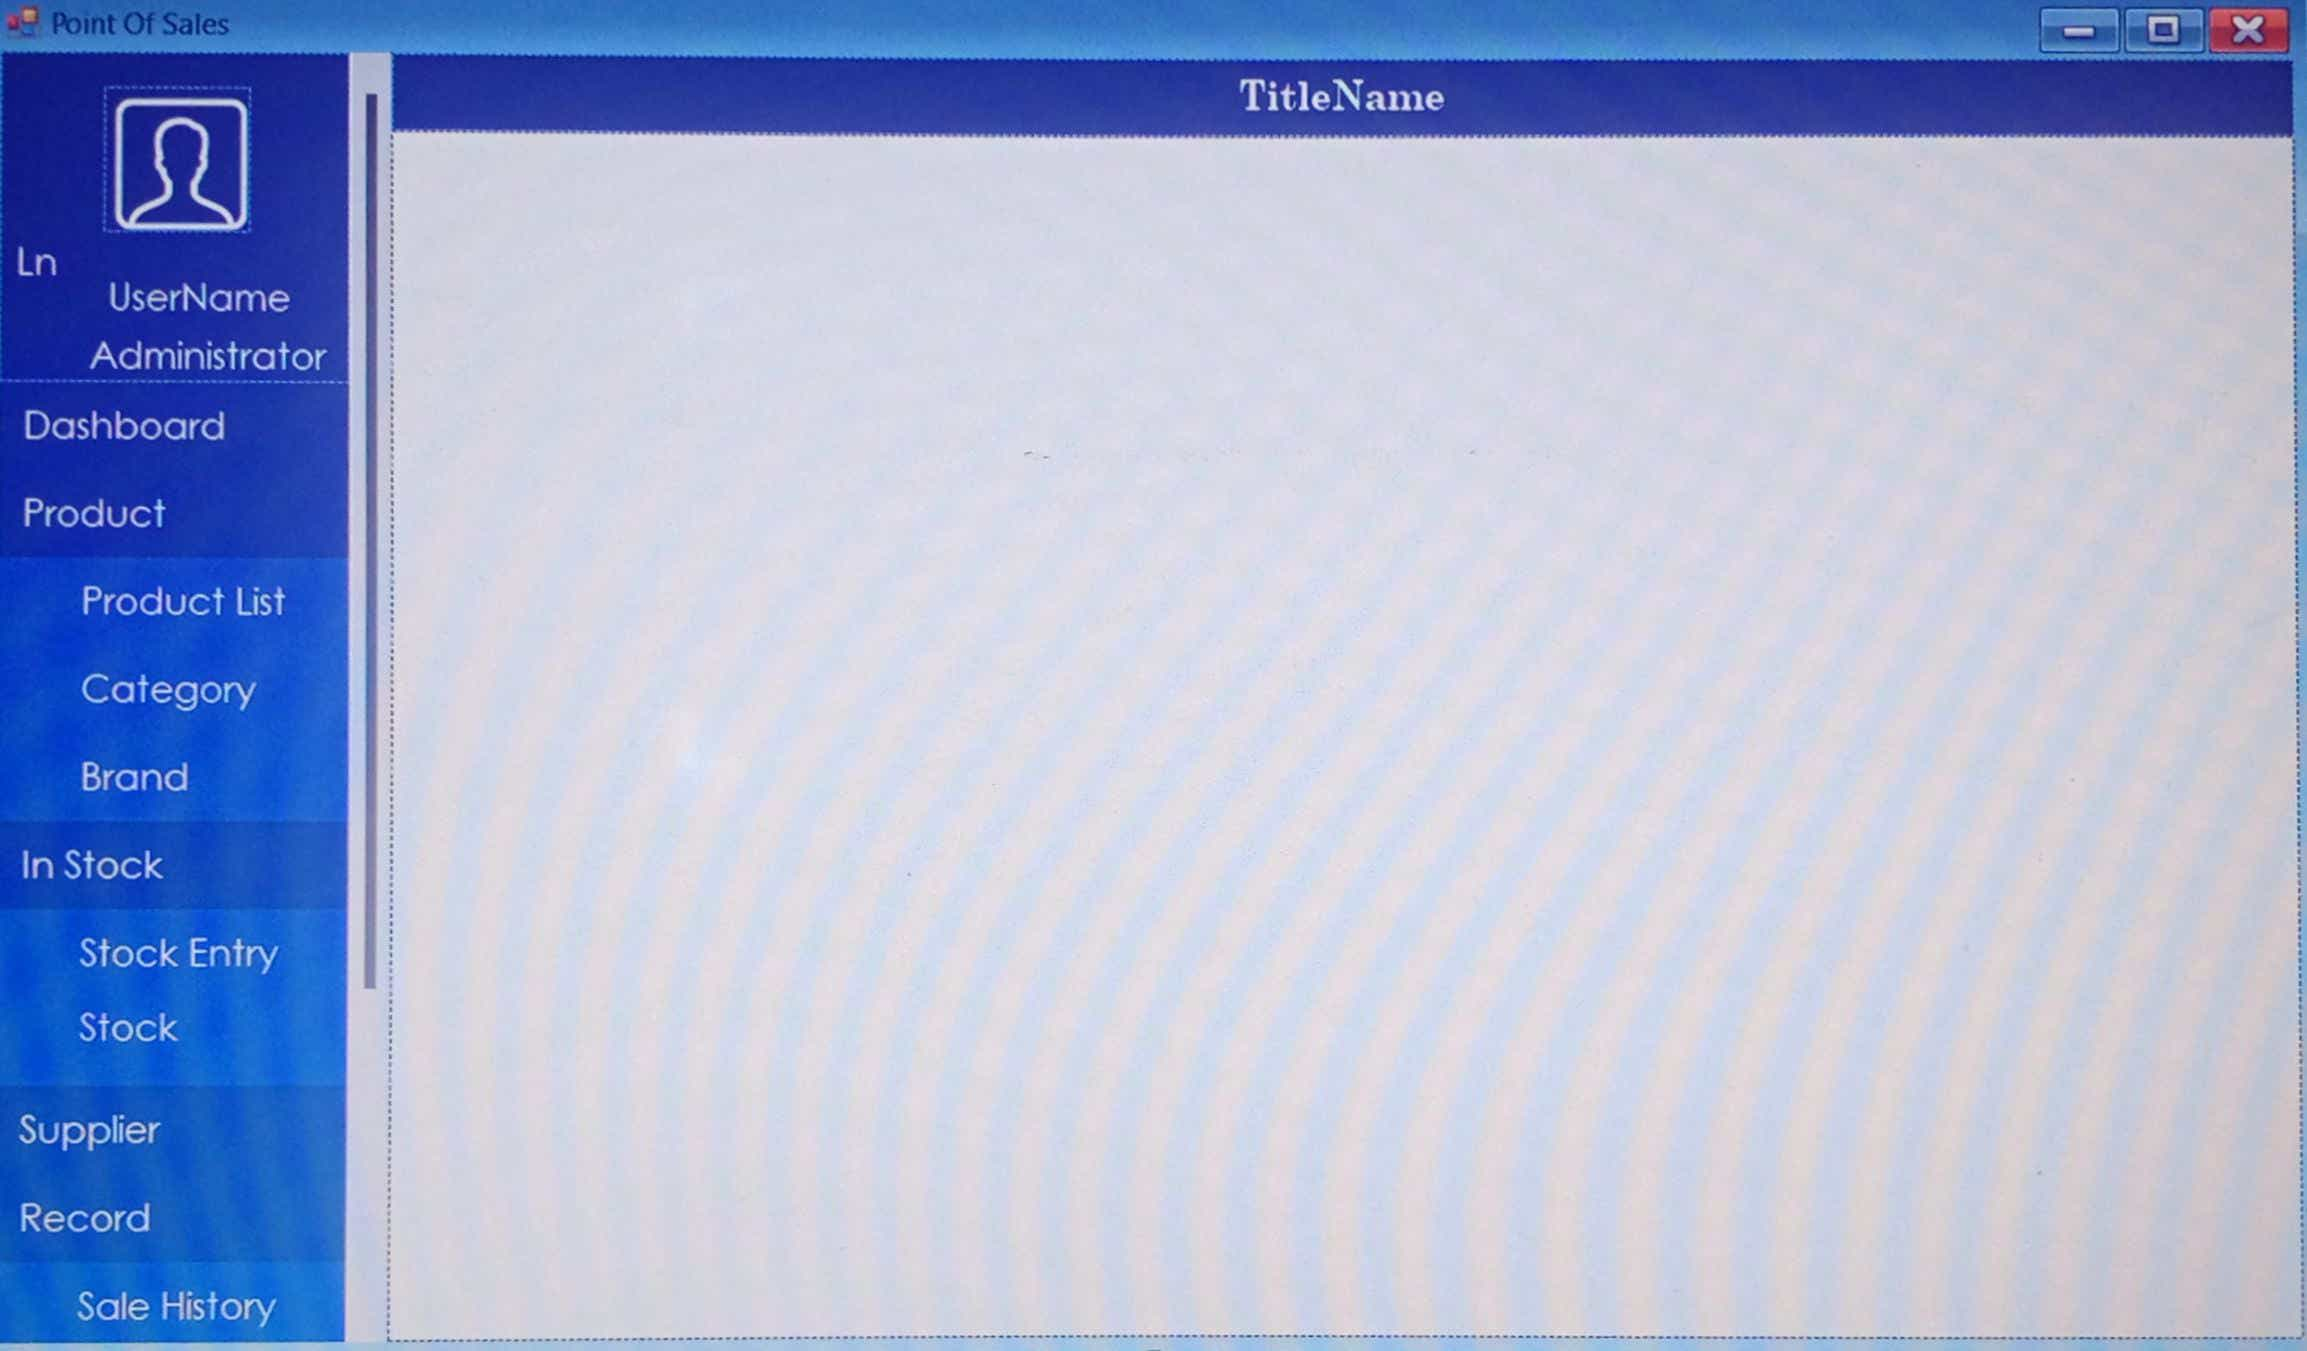 Point Of Sales
TitleName
Ln
UserName
Administrator
Dashboard
Product
Product List
Category
Brand
In Stock
Stock Entry
Stock
Supplier
Record
Sale History